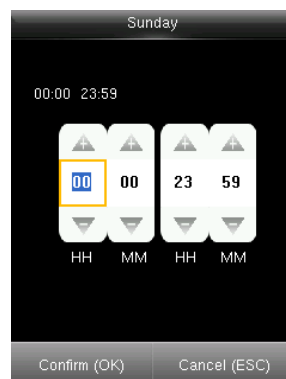 Sunday
00:00 23:59
00 00 23 59
HH MM HH MM
Confirm (OK) Cancel (ESC)